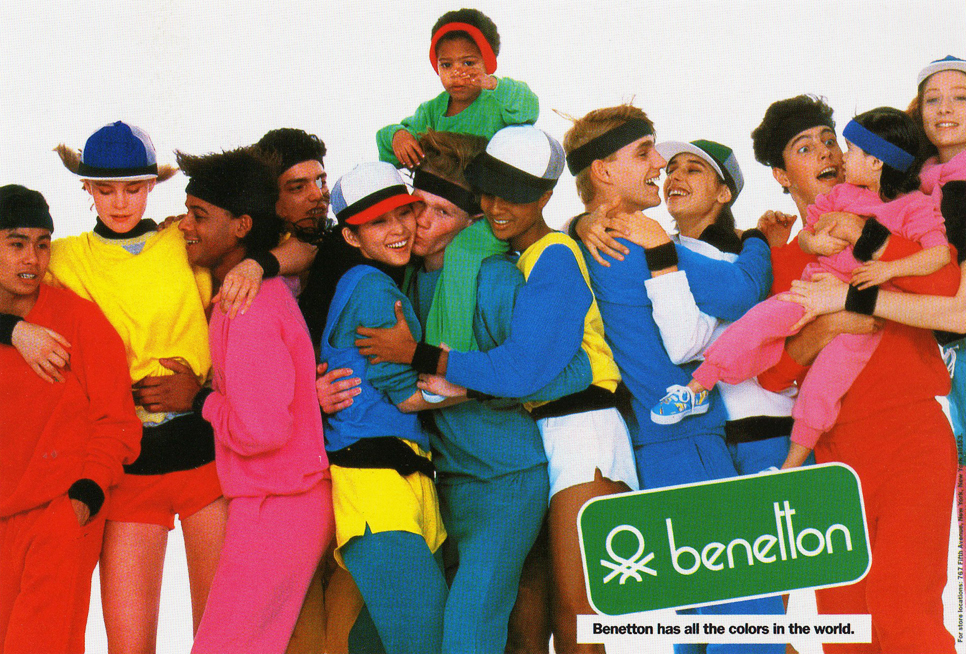 benetton
Benetton has all the colors in the world.
For store locations: 767 Fifth Avenue, New York, New York